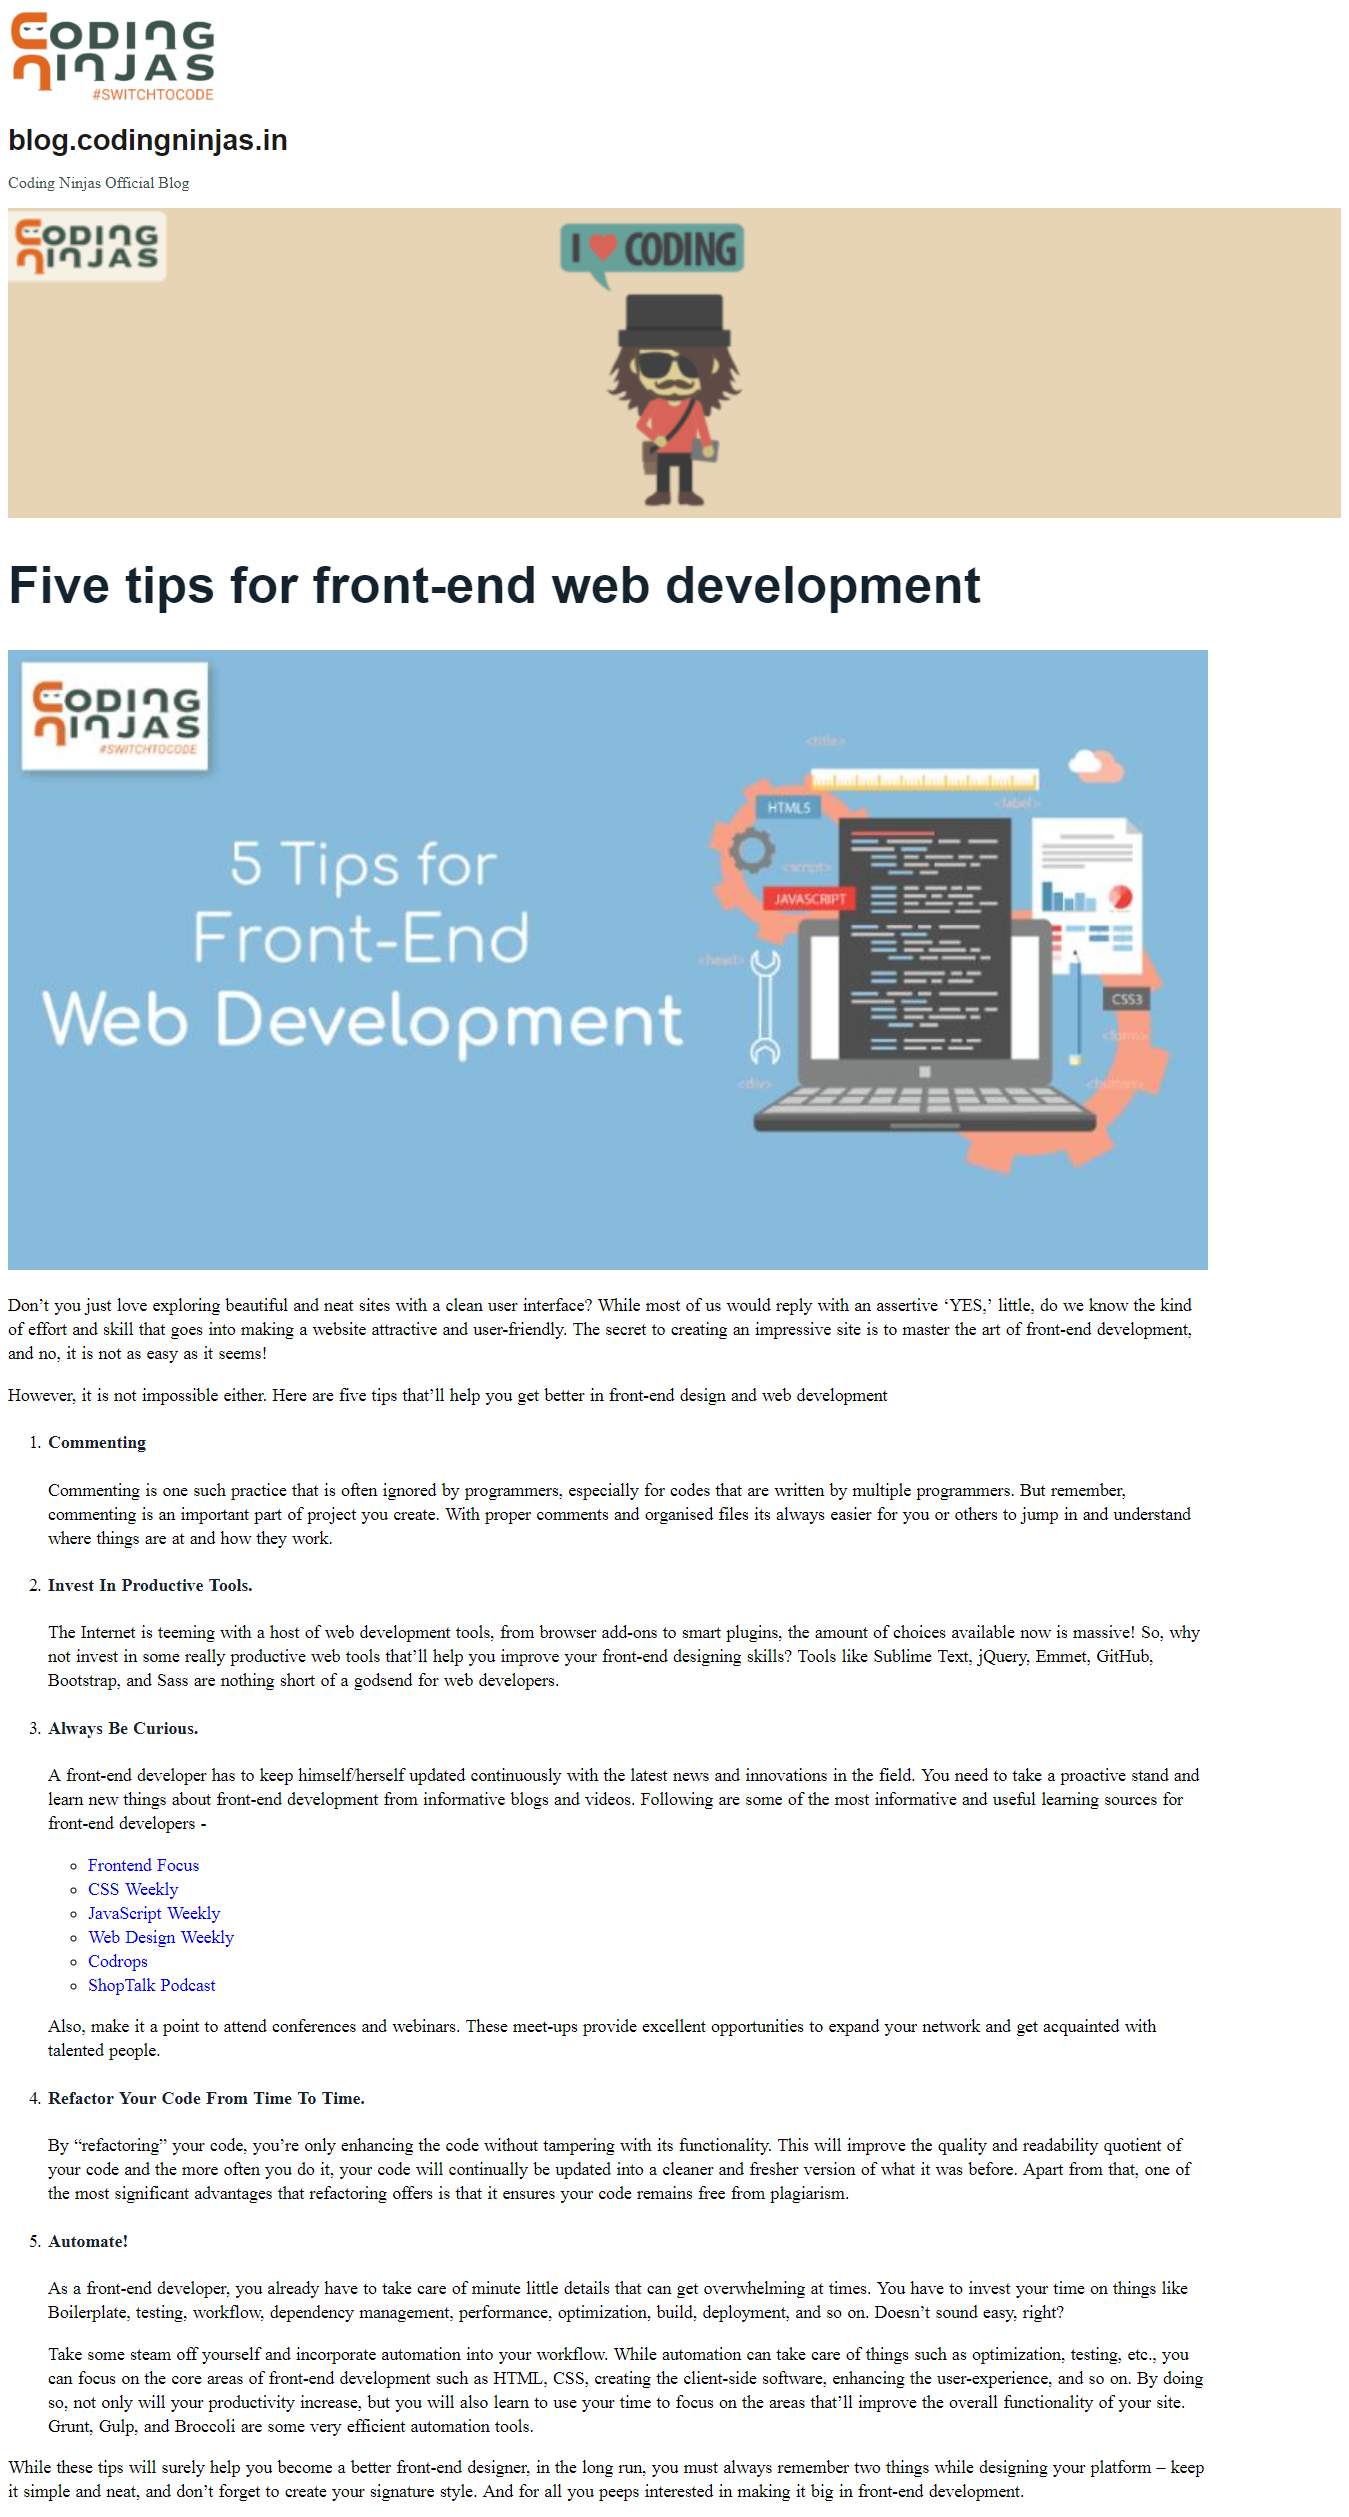 CODING
NINJAS
#SWITCHTOCODE
blog.codingninjas.in
Coding Ninjas Official Blog
CODING
NINJAS
I ❤ CODING
Five tips for front-end web development
CODING
NINJAS
#SWITCHTOCODE
<title>
<label>
HTML5
5 Tips for
<script>
JAVASCRIPT
Front-End
<head>
Web Development
CSS3
<form>
<div>
<button>
Don’t you just love exploring beautiful and neat sites with a clean user interface? While most of us would reply with an assertive ‘YES,’ little, do we know the kind
of effort and skill that goes into making a website attractive and user-friendly. The secret to creating an impressive site is to master the art of front-end development,
and no, it is not as easy as it seems!
However, it is not impossible either. Here are five tips that’ll help you get better in front-end design and web development
1. Commenting
Commenting is one such practice that is often ignored by programmers, especially for codes that are written by multiple programmers. But remember,
commenting is an important part of project you create. With proper comments and organised files its always easier for you or others to jump in and understand
where things are at and how they work.
2. Invest In Productive Tools.
The Internet is teeming with a host of web development tools, from browser add-ons to smart plugins, the amount of choices available now is massive! So, why
not invest in some really productive web tools that’ll help you improve your front-end designing skills? Tools like Sublime Text, jQuery, Emmet, GitHub,
Bootstrap, and Sass are nothing short of a godsend for web developers.
3. Always Be Curious.
A front-end developer has to keep himself/herself updated continuously with the latest news and innovations in the field. You need to take a proactive stand and
learn new things about front-end development from informative blogs and videos. Following are some of the most informative and useful learning sources for
front-end developers -
Frontend Focus
CSS Weekly
JavaScript Weekly
Web Design Weekly
Codrops
ShopTalk Podcast
Also, make it a point to attend conferences and webinars. These meet-ups provide excellent opportunities to expand your network and get acquainted with
talented people.
4. Refactor Your Code From Time To Time.
By “refactoring” your code, you’re only enhancing the code without tampering with its functionality. This will improve the quality and readability quotient of
your code and the more often you do it, your code will continually be updated into a cleaner and fresher version of what it was before. Apart from that, one of
the most significant advantages that refactoring offers is that it ensures your code remains free from plagiarism.
5. Automate!
As a front-end developer, you already have to take care of minute little details that can get overwhelming at times. You have to invest your time on things like
Boilerplate, testing, workflow, dependency management, performance, optimization, build, deployment, and so on. Doesn’t sound easy, right?
Take some steam off yourself and incorporate automation into your workflow. While automation can take care of things such as optimization, testing, etc., you
can focus on the core areas of front-end development such as HTML, CSS, creating the client-side software, enhancing the user-experience, and so on. By doing
so, not only will your productivity increase, but you will also learn to use your time to focus on the areas that’ll improve the overall functionality of your site.
Grunt, Gulp, and Broccoli are some very efficient automation tools.
While these tips will surely help you become a better front-end designer, in the long run, you must always remember two things while designing your platform – keep
it simple and neat, and don’t forget to create your signature style. And for all you peeps interested in making it big in front-end development.